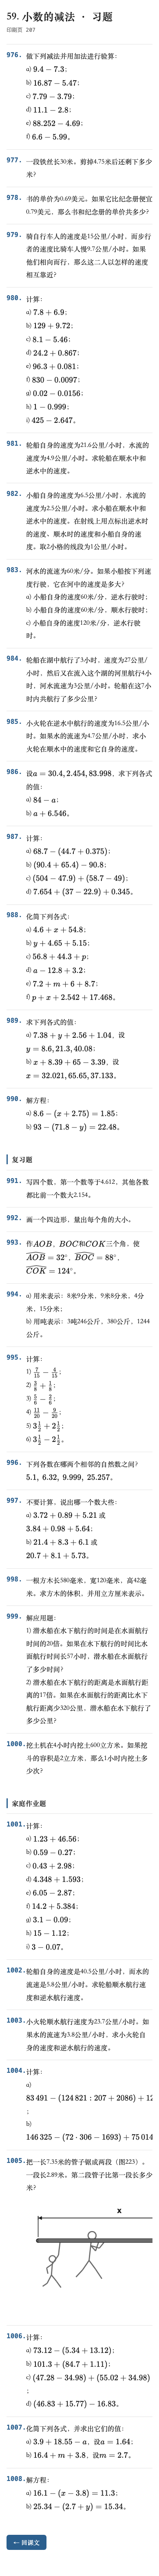 59. 小数的减法 · 习题
印刷页 207
976. 做下列减法并用加法进行验算:
a) 9.4 − 7.3;
b) 16.87 − 5.47;
c) 7.79 − 3.79;
d) 11.1 − 2.8;
e) 88.252 − 4.69;
f) 6.6 − 5.99。
977. 一段铁丝长30米。剪掉4.75米后还剩下多少
米?
978. 书的单价为0.69美元。如果它比纪念册便宜
0.79美元，那么书和纪念册的单价共多少?
979. 骑自行车人的速度是15公里/小时，而步行
者的速度比骑车人慢9.7公里/小时。如果
他们相向而行，那么这二人以怎样的速度
相互靠近?
980. 计算:
a) 7.8 + 6.9;
b) 129 + 9.72;
c) 8.1 − 5.46;
d) 24.2 + 0.867;
e) 96.3 + 0.081;
f) 830 − 0.0097;
g) 0.02 − 0.0156;
h) 1 − 0.999;
i) 425 − 2.647。
981. 轮船自身的速度为21.6公里/小时，水流的
速度为4.9公里/小时。求轮船在顺水中和
逆水中的速度。
982. 小船自身的速度为6.5公里/小时，水流的
速度为2.5公里/小时。求小船在顺水中和
逆水中的速度。在射线上用点标出逆水时
的速度、顺水时的速度和小船自身的速
度。取2小格的线段为1公里/小时。
983. 河水的流速为60米/分。如果小船按下列速
度行驶，它在河中的速度是多大?
a) 小船自身的速度60米/分，逆水行驶时;
b) 小船自身的速度60米/分，顺水行驶时;
c) 小船自身的速度120米/分，逆水行驶
时。
984. 轮船在湖中航行了3小时，速度为27公里/
小时，然后又在流入这个湖的河里航行4小
时，河水流速为3公里/小时。轮船在这7小
时内共航行了多少公里?
985. 小火轮在逆水中航行的速度为16.5公里/小
时。如果水的流速为4.7公里/小时，求小
火轮在顺水中的速度和它自身的速度。
986. 设a = 30.4, 2.454, 83.998，求下列各式
的值:
a) 84 − a;
b) a + 6.546。
987. 计算:
a) 68.7 − (44.7 + 0.375);
b) (90.4 + 65.4) − 90.8;
c) (504 − 47.9) + (58.7 − 49);
d) 7.654 + (37 − 22.9) + 0.345。
988. 化简下列各式:
a) 4.6 + x + 54.8;
b) y + 4.65 + 5.15;
c) 56.8 + 44.3 + p;
d) a − 12.8 + 3.2;
e) 7.2 + m + 6 + 8.7;
f) p + x + 2.542 + 17.468。
989. 求下列各式的值:
a) 7.38 + y + 2.56 + 1.04，设
y = 8.6, 21.3, 40.08;
b) x + 8.39 + 65 − 3.39，设
x = 32.021, 65.65, 37.133。
990. 解方程:
a) 8.6 − (x + 2.75) = 1.85;
b) 93 − (71.8 − y) = 22.48。
复习题
991. 写四个数，第一个数等于4.612，其他各数
都比前一个数大2.154。
992. 画一个四边形，量出每个角的大小。
993. 作AOB，BOC和COK三个角，使
AOB = 32°，BOC = 88°，
COK = 124°。
994. a) 用米表示: 8米9分米，9米8分米，4分
米，15分米;
b) 用吨表示: 3吨246公斤，380公斤，1244
公斤。
995. 计算:
1) 7/15 − 4/15;
2) 3/8 + 1/8;
3) 5/6 − 2/6;
4) 11/20 − 9/20;
5) 3 1/2 + 2 1/2;
6) 3 1/2 − 2 1/2。
996. 下列各数在哪两个相邻的自然数之间?
5.1, 6.32, 9.999, 25.257。
997. 不要计算，说出哪一个数大些:
a) 3.72 + 0.89 + 5.21 或
3.84 + 0.98 + 5.64;
b) 21.4 + 8.3 + 6.1 或
20.7 + 8.1 + 5.73。
998. 一根方木长580毫米，宽120毫米，高42毫
米。求方木的体积，并用立方厘米表示。
999. 解应用题:
1) 潜水船在水下航行的时间是在水面航行
时间的20倍。如果在水下航行的时间比水
面航行时间长57小时，潜水船在水面航行
了多少时间?
2) 潜水船在水下航行的距离是水面航行距
离的17倍。如果在水面航行的距离比水下
航行距离少320公里，潜水船在水下航行了
多少公里?
1000. 挖土机在4小时内挖土600立方米。如果挖
斗的容积是2立方米，那么1小时内挖土多
少次?
家庭作业题
1001. 计算:
a) 1.23 + 46.56;
b) 0.59 − 0.27;
c) 0.43 + 2.98;
d) 4.348 + 1.593;
e) 6.05 − 2.87;
f) 14.2 + 5.384;
g) 3.1 − 0.09;
h) 15 − 1.12;
i) 3 − 0.07。
1002. 轮船自身的速度为40.5公里/小时，而水的
流速是5.8公里/小时。求轮船顺水航行速
度和逆水航行速度。
1003. 小火轮顺水航行速度为23.7公里/小时。如
果水的流速为3.8公里/小时，求小火轮自
身的速度和逆水航行的速度。
1004. 计算:
a)
83 491 − (124 821 : 207 + 2086) + 12
;
b)
146 325 − (72 · 306 − 1693) + 75 014
1005. 把一长7.35米的管子锯成两段（图223）。
一段长2.89米。第二段管子比第一段长多少
米?
x
1006. 计算:
a) 73.12 − (5.34 + 13.12);
b) 101.3 + (84.7 + 1.11);
c) (47.28 − 34.98) + (55.02 + 34.98)
;
d) (46.83 + 15.77) − 16.83。
1007. 化简下列各式，并求出它们的值:
a) 3.9 + 18.55 − a，设a = 1.64;
b) 16.4 + m + 3.8，设m = 2.7。
1008. 解方程:
a) 16.1 − (x − 3.8) = 11.3;
b) 25.34 − (2.7 + y) = 15.34。
← 回课文